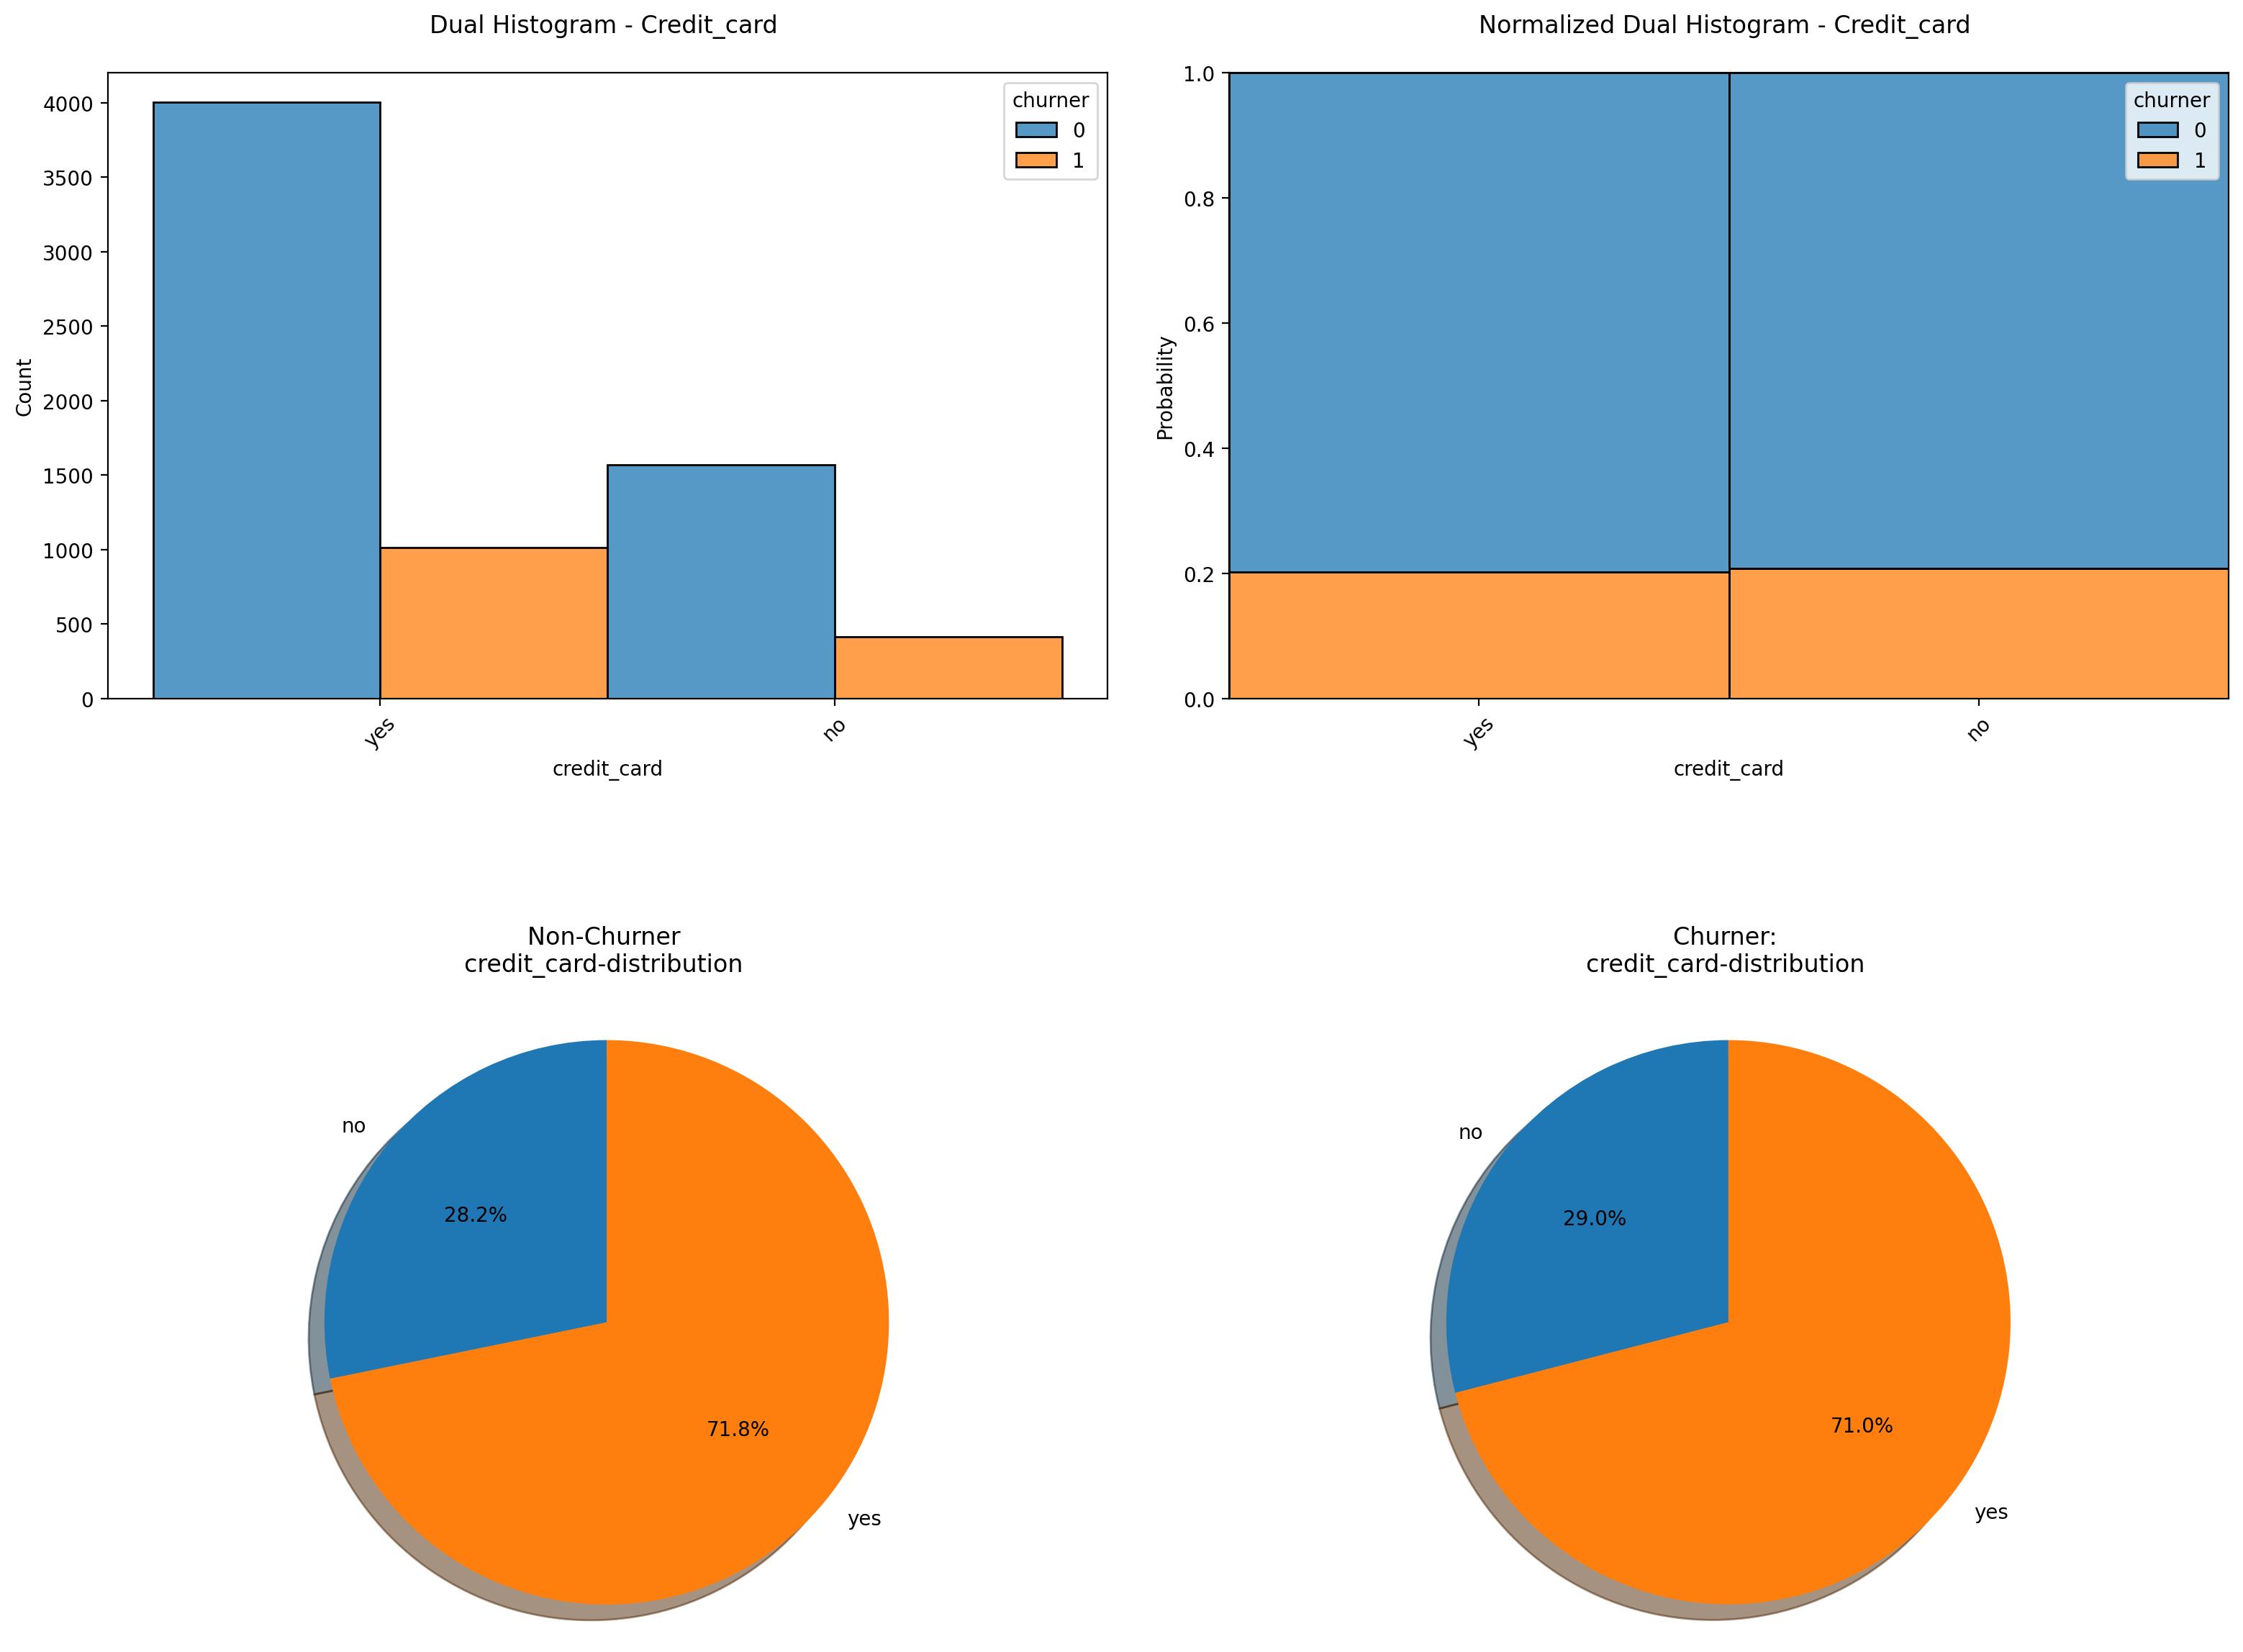 Dual Histogram - Credit_card
Count
4000
3500
3000
2500
2000
1500
1000
500
0
churner
0
1
yes
no
credit_card
Normalized Dual Histogram - Credit_card
Probability
1.0
0.8
0.6
0.4
0.2
0.0
churner
0
1
yes
no
credit_card
Non-Churner
credit_card-distribution
no
28.2%
71.8%
yes
Churner:
credit_card-distribution
no
29.0%
71.0%
yes